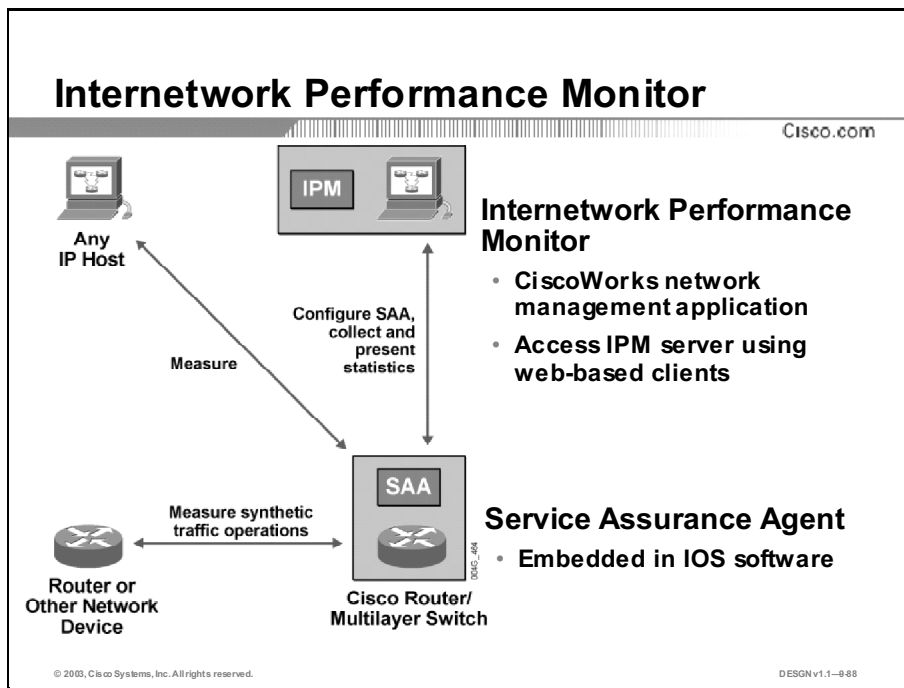 Internetwork Performance Monitor
Cisco.com
IPM
Any
IP Host
Internetwork Performance
Monitor
• CiscoWorks network
management application
• Access IPM server using
web-based clients
Configure SAA,
collect and
present
statistics
Measure
SAA
Measure synthetic
traffic operations
Service Assurance Agent
• Embedded in IOS software
Router or
Other Network
Device
Cisco Router/
Multilayer Switch
© 2003, Cisco Systems, Inc. All rights reserved.
DESGN v1.1—9-88